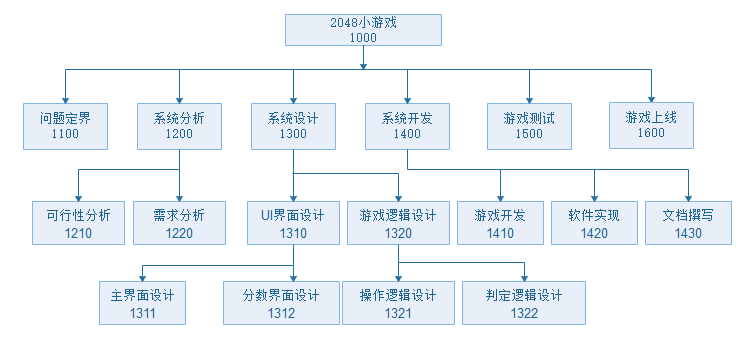 2048小游戏
1000
问题定界
1100
系统分析
1200
系统设计
1300
系统开发
1400
游戏测试
1500
游戏上线
1600
可行性分析
1210
需求分析
1220
UI界面设计
1310
游戏逻辑设计
1320
游戏开发
1410
软件实现
1420
文档撰写
1430
主界面设计
1311
分数界面设计
1312
操作逻辑设计
1321
判定逻辑设计
1322